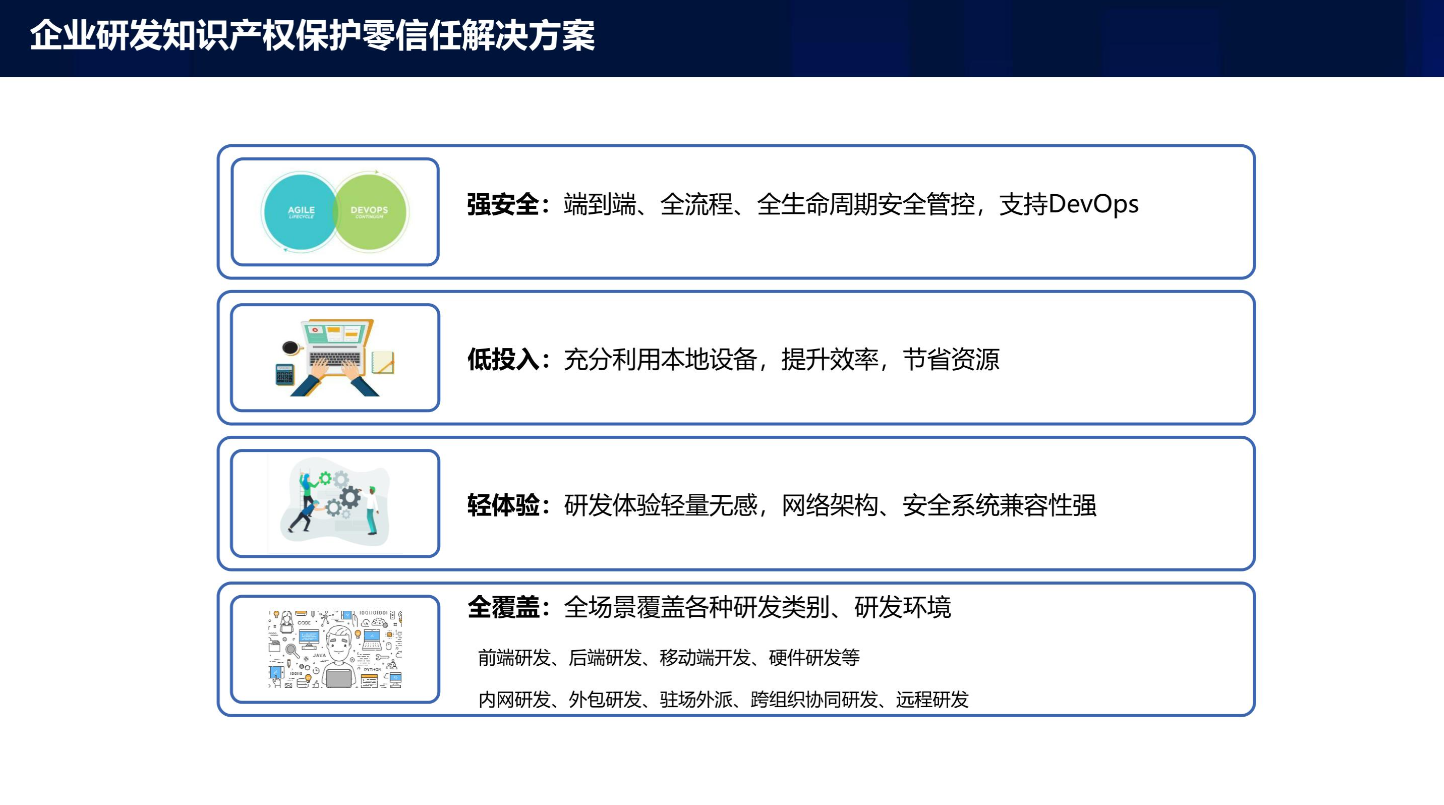 企业研发知识产权保护零信任解决方案
AGILE
LIFECYCLE
DEVOPS
CONTINUUM
强安全：端到端、全流程、全生命周期安全管控，支持DevOps
低投入：充分利用本地设备，提升效率，节省资源
轻体验：研发体验轻量无感，网络架构、安全系统兼容性强
CODE
JAVA
PYTHON
全覆盖：全场景覆盖各种研发类别、研发环境
前端研发、后端研发、移动端开发、硬件研发等
内网研发、外包研发、驻场外派、跨组织协同研发、远程研发